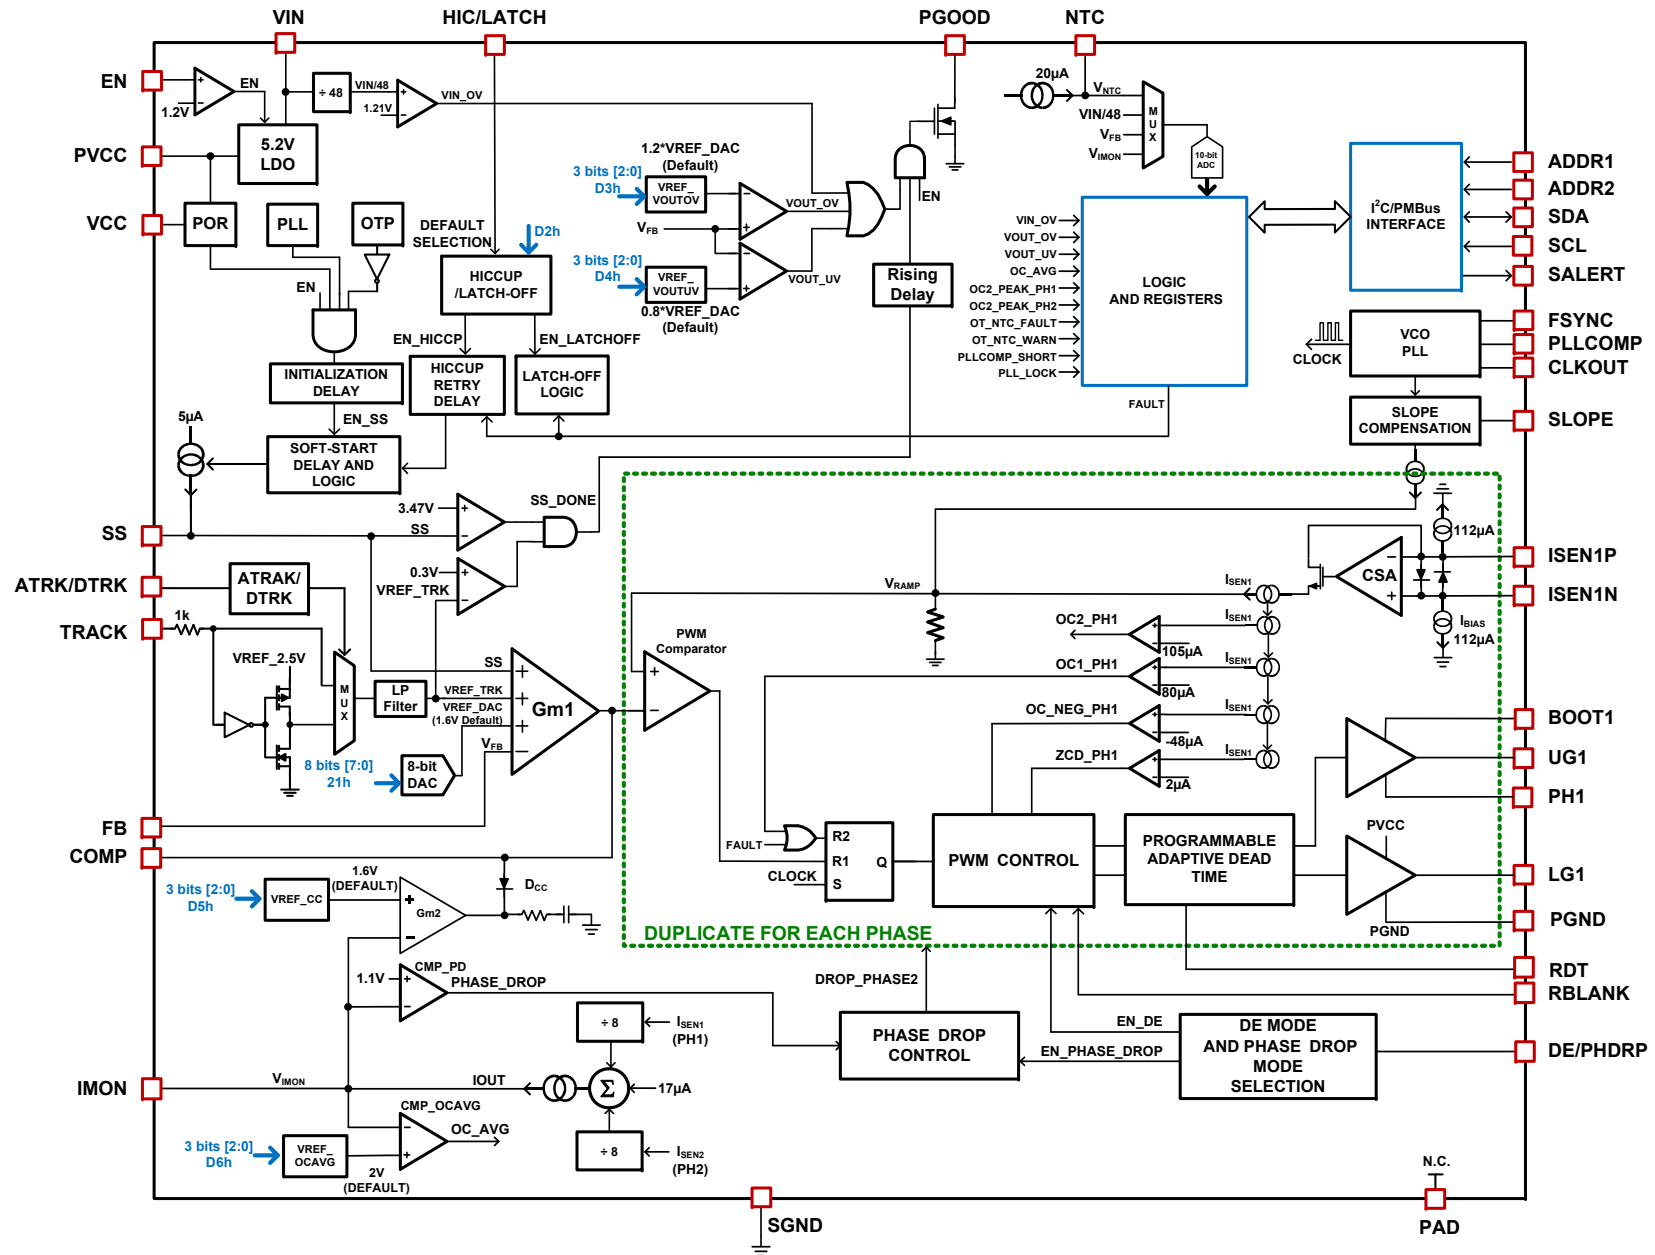 VIN
HIC/LATCH
PGOOD
NTC
EN
+
−
1.2V
EN
÷ 48
VIN/48
1.21V
+
−
VIN_OV
5.2V
LDO
PVCC
VCC
POR
PLL
OTP
EN
INITIALIZATION
DELAY
EN_SS
5µA
SOFT-START
DELAY AND
LOGIC
DEFAULT
SELECTION
D2h
HICCUP
/LATCH-OFF
EN_HICCP
EN_LATCHOFF
HICCUP
RETRY
DELAY
LATCH-OFF
LOGIC
1.2*VREF_DAC
(Default)
3 bits [2:0]
D3h
VREF_
VOUTOV
−
+
VOUT_OV
VFB
3 bits [2:0]
D4h
VREF_
VOUTUV
−
+
VOUT_UV
0.8*VREF_DAC
(Default)
EN
Rising
Delay
20µA
VNTC
VIN/48
VFB
VIMON
M
U
X
10-bit
ADC
VIN_OV
VOUT_OV
VOUT_UV
OC_AVG
OC2_PEAK_PH1
OC2_PEAK_PH2
OT_NTC_FAULT
OT_NTC_WARN
PLLCOMP_SHORT
PLL_LOCK
LOGIC
AND REGISTERS
FAULT
I2C/PMBus
INTERFACE
ADDR1
ADDR2
SDA
SCL
SALERT
CLOCK
VCO
PLL
FSYNC
PLLCOMP
CLKOUT
SLOPE
COMPENSATION
SLOPE
SS
3.47V
+
SS
−
SS_DONE
0.3V
+
VREF_TRK
−
ATRK/DTRK
ATRAK/
DTRK
TRACK
1k
VREF_2.5V
M
U
X
LP
Filter
SS
+
VREF_TRK
+
VREF_DAC
(1.6V Default)
+
VFB
−
Gm1
8 bits [7:0]
21h
8-bit
DAC
FB
COMP
PWM
Comparator
+
−
VRAMP
112µA
−
CSA
+
IBIAS
112µA
ISEN1P
ISEN1N
ISEN1
OC2_PH1
+
−
105µA
ISEN1
OC1_PH1
+
−
80µA
ISEN1
OC_NEG_PH1
+
−
-48µA
ISEN1
ZCD_PH1
+
−
2µA
ISEN1
FAULT
CLOCK
R2
R1
S
Q
PWM CONTROL
PROGRAMMABLE
ADAPTIVE DEAD
TIME
PVCC
PGND
BOOT1
UG1
PH1
LG1
PGND
DUPLICATE FOR EACH PHASE
1.6V
(DEFAULT)
3 bits [2:0]
D5h
VREF_CC
+
Gm2
−
DCC
1.1V
+
−
CMP_PD
PHASE_DROP
DROP_PHASE2
PHASE DROP
CONTROL
EN_DE
EN_PHASE_DROP
DE MODE
AND PHASE DROP
MODE
SELECTION
RDT
RBLANK
DE/PHDRP
÷ 8
ISEN1
(PH1)
IMON
VIMON
IOUT
Σ
17µA
÷ 8
ISEN2
(PH2)
CMP_OCAVG
−
+
OC_AVG
3 bits [2:0]
D6h
VREF_
OCAVG
2V
(DEFAULT)
SGND
N.C.
PAD